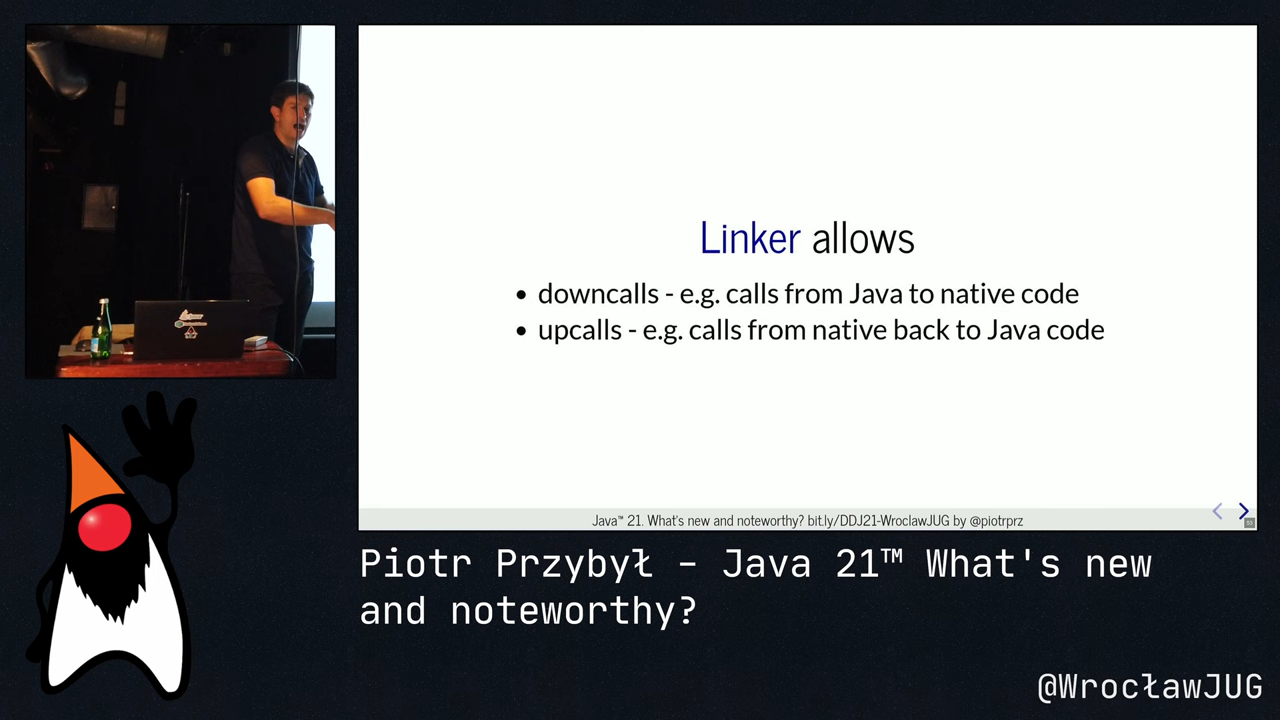 Linker allows
• downcalls - e.g. calls from Java to native code
• upcalls - e.g. calls from native back to Java code
Java™ 21. What's new and noteworthy? bit.ly/DDJ21-WroclawJUG by @piotrprz
53
Piotr Przybył – Java 21™ What's new
and noteworthy?
@WrocławJUG